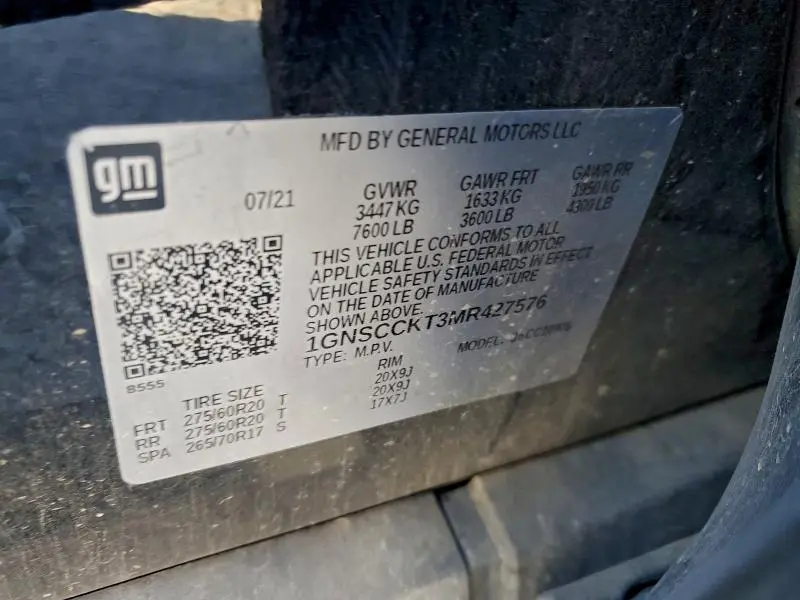 gm
MFD BY GENERAL MOTORS LLC
07/21
GVWR GAWR FRT GAWR RR
3447 KG 1633 KG 1950 KG
7600 LB 3600 LB 4300 LB
THIS VEHICLE CONFORMS TO ALL
APPLICABLE U.S. FEDERAL MOTOR
VEHICLE SAFETY STANDARDS IN EFFECT
ON THE DATE OF MANUFACTURE
SHOWN ABOVE.
1GNSCCKT3MR427576
TYPE: M.P.V. MODEL:
8555
TIRE SIZE RIM
FRT 275/60R20 T 20X9J
RR 275/60R20 T 20X9J
SPA 265/70R17 S 17X7J